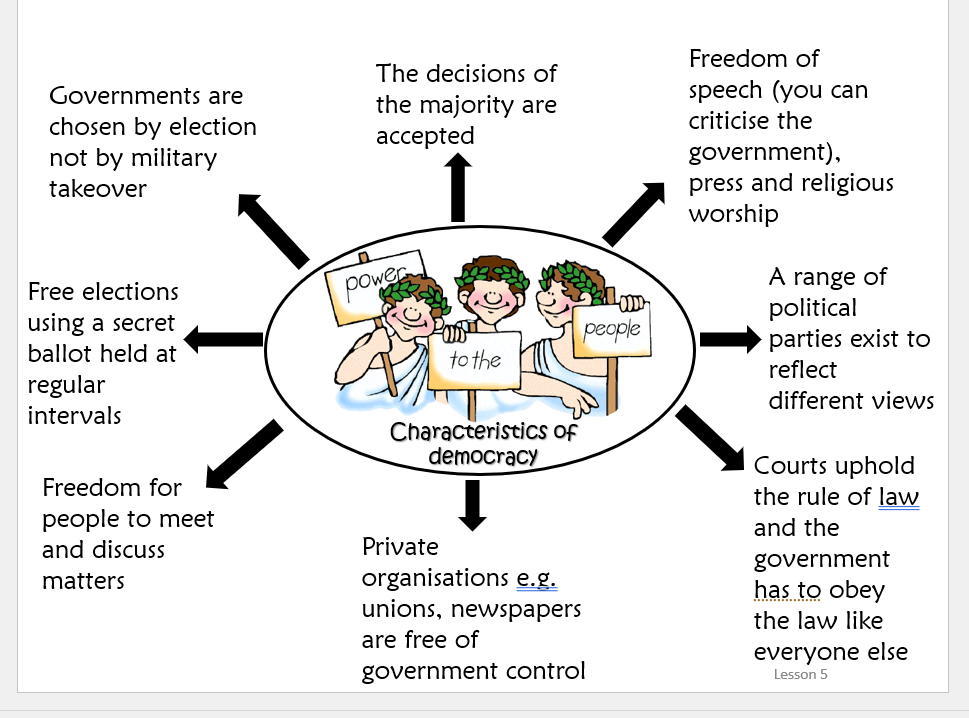 Governments are
chosen by election
not by military
takeover
The decisions of
the majority are
accepted
Freedom of
speech (you can
criticise the
government),
press and religious
worship
Free elections
using a secret
ballot held at
regular
intervals
power
to the
people
Characteristics of
democracy
A range of
political
parties exist to
reflect
different views
Freedom for
people to meet
and discuss
matters
Private
organisations e.g.
unions, newspapers
are free of
government control
Courts uphold
the rule of law
and the
government
has to obey
the law like
everyone else
Lesson 5